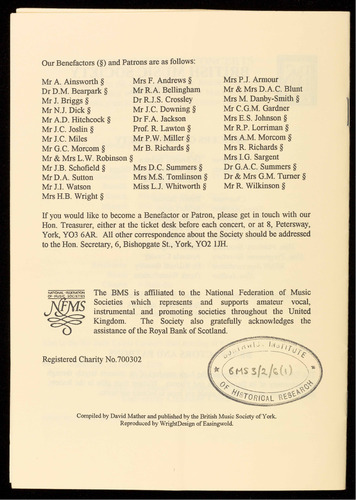 Our Benefactors (§) and Patrons are as follows:
Mr A. Ainsworth § Mrs F. Andrews § Mrs P.J. Armour
Dr D.M. Bearpark § Mr R.A. Bellingham Mr & Mrs D.A.C. Blunt
Mr J. Briggs § Dr R.J.S. Crossley Mrs M. Danby-Smith §
Mr N.J. Dick § Mr J.C. Downing § Mr C.G.M. Gardner
Mr A.D. Hitchcock § Dr F.A. Jackson Mrs E.S. Johnson §
Mr J.C. Joslin § Prof. R. Lawton § Mr R.P. Lorriman §
Mr J.C. Miles Mr P.W. Miller § Mrs A.M. Morcom §
Mr G.C. Morcom § Mr B. Richards § Mrs R. Richards §
Mr & Mrs L.W. Robinson § Mrs I.G. Sargent
Mr J.B. Schofield § Mrs D.C. Summers § Dr G.A.C. Summers §
Mr D.A. Sutton Mrs M.S. Tomlinson § Dr & Mrs G.M. Turner §
Mr J.I. Watson Miss L.J. Whitworth § Mr R. Wilkinson §
Mrs H.B. Wright §
If you would like to become a Benefactor or Patron, please get in touch with our
Hon. Treasurer, either at the ticket desk before each concert, or at 8, Petersway,
York, YO3 6AR. All other correspondence about the Society should be addressed
to the Hon. Secretary, 6, Bishopgate St., York, YO2 1JH.
NATIONAL FEDERATION
OF MUSIC SOCIETIES
NFMS
The BMS is affiliated to the National Federation of Music
Societies which represents and supports amateur vocal,
instrumental and promoting societies throughout the United
Kingdom. The Society also gratefully acknowledges the
assistance of the Royal Bank of Scotland.
Registered Charity No.700302
BORTHWICK INSTITUTE
BMS 3/2/6(1)
OF HISTORICAL RESEARCH
Compiled by David Mather and published by the British Music Society of York.
Reproduced by WrightDesign of Easingwold.